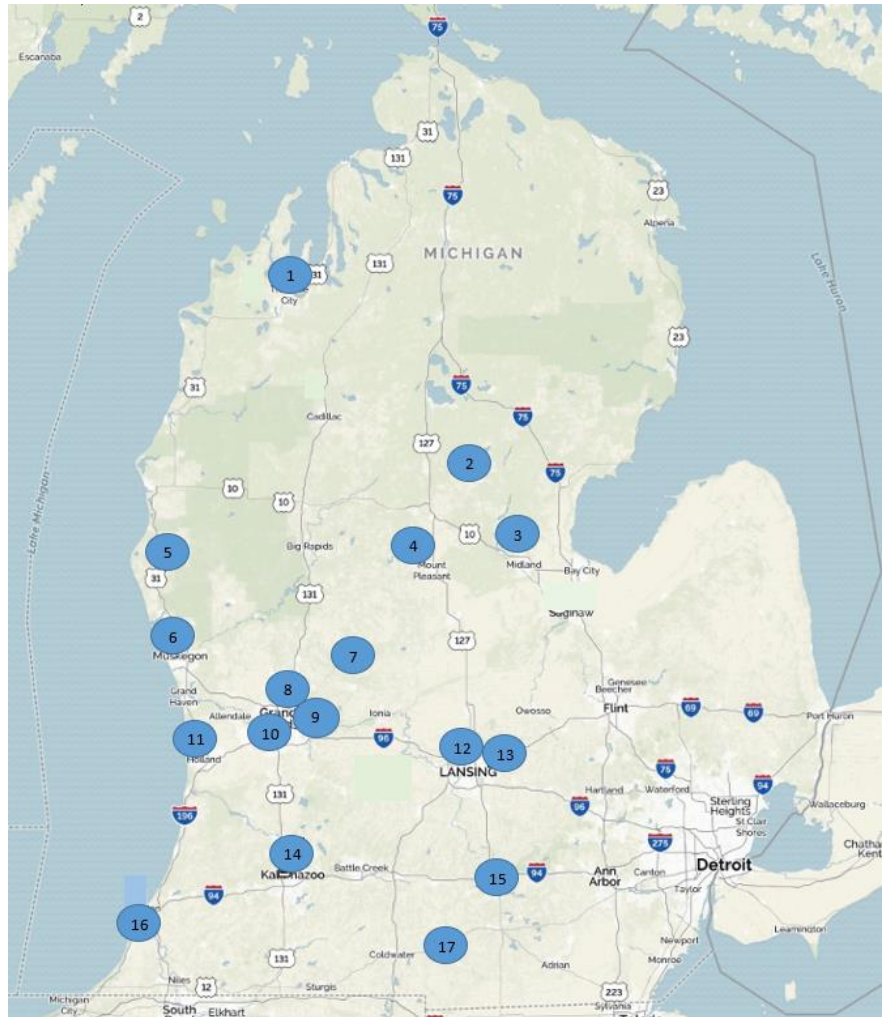 2
75
Escanaba
31
131
75
23
Alpena
MICHIGAN
Lake Huron
1
31
131
City
23
31
75
75
Cadillac
127
2
75
10
10
Lake Michigan
3
10
4
5
Big Rapids
Mount
Pleasant
Midland
Bay City
31
131
Saginaw
6
127
Muskegon
7
8
Genesee
Beecher
Grand
Haven
Allendale
9
Ionia
Owosso
Flint
69
69
Port Huron
10
11
96
12
13
Holland
LANSING
75
94
131
Hartland
Waterford
Sterling
Heights
196
96
St Clair
Shores
Wallaceburg
275
14
Battle Creek
15
94
Ann
Arbor
Canton
Detroit
Taylor
94
16
17
Coldwater
Leamington
Newport
Monroe
131
Adrian
Niles
12
Sturgis
223
Michigan
City
South
Elkhart
Sylvania